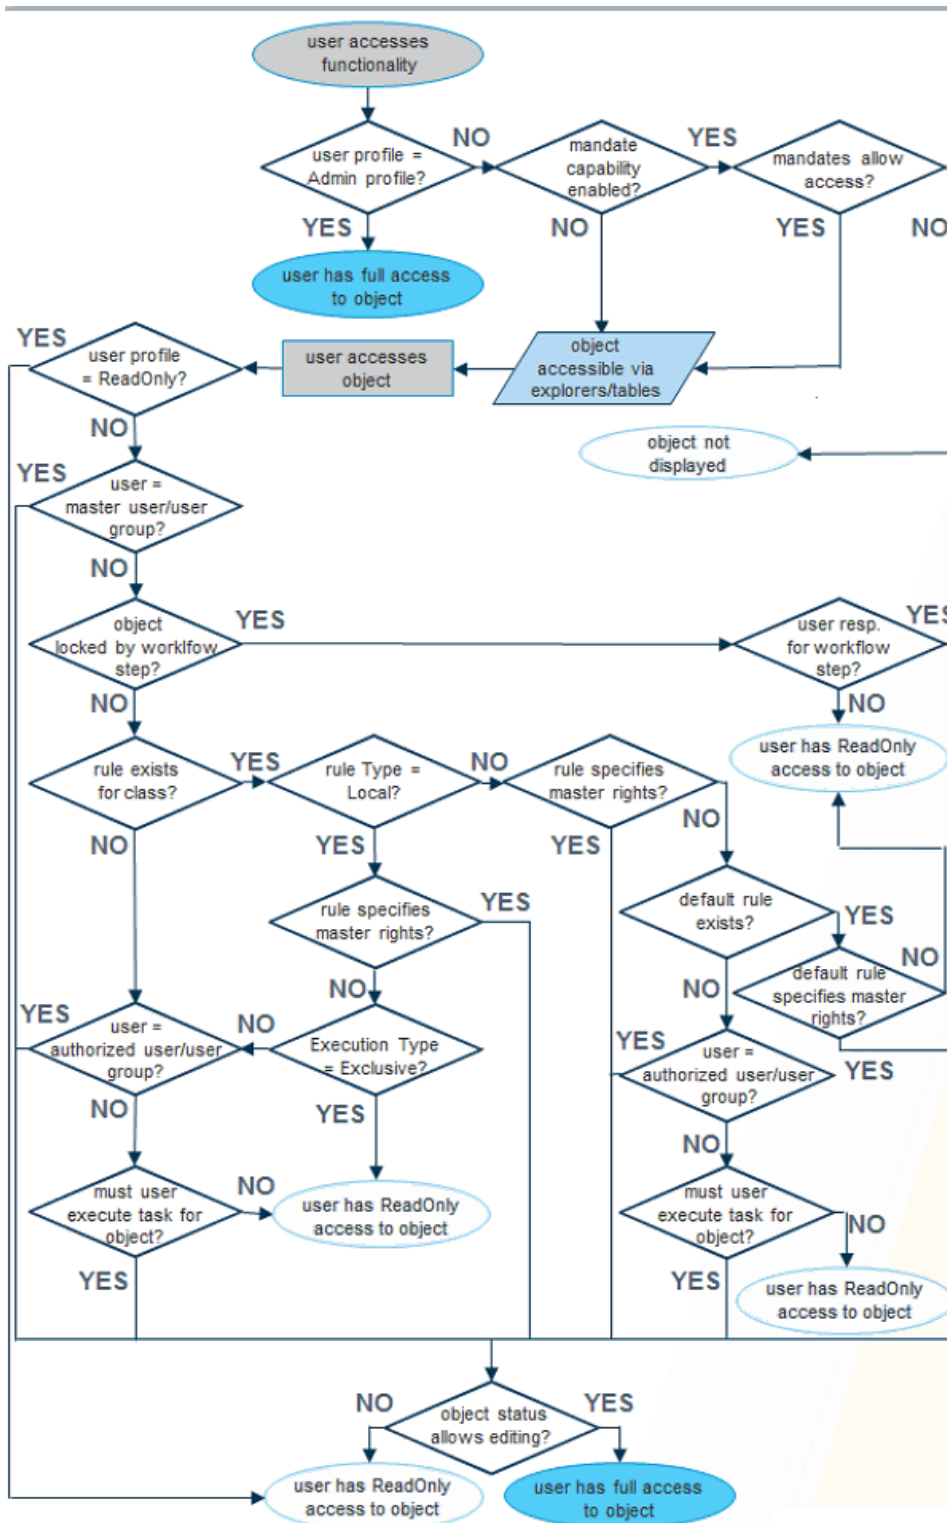 user accesses
functionality
user profile =
Admin profile?
NO
mandate
capability
enabled?
YES
mandates allow
access?
YES
NO
YES
NO
user has full access
to object
YES
user profile
= ReadOnly?
user accesses
object
object
accessible via
explorers/tables
NO
object not
displayed
YES
user =
master user/user
group?
NO
object
locked by worklfow
step?
YES
user resp.
for workflow
step?
YES
NO
NO
user has ReadOnly
access to object
rule exists
for class?
YES
rule Type =
Local?
NO
rule specifies
master rights?
NO
NO
YES
YES
rule specifies
master rights?
YES
default rule
exists?
YES
NO
NO
NO
default rule
specifies master
rights?
YES
YES
user =
authorized user/user
group?
NO
Execution Type
= Exclusive?
YES
user =
authorized user/user
group?
NO
YES
NO
must user
execute task for
object?
NO
user has ReadOnly
access to object
must user
execute task for
object?
NO
YES
YES
user has ReadOnly
access to object
NO
object status
allows editing?
YES
user has ReadOnly
access to object
user has full access
to object